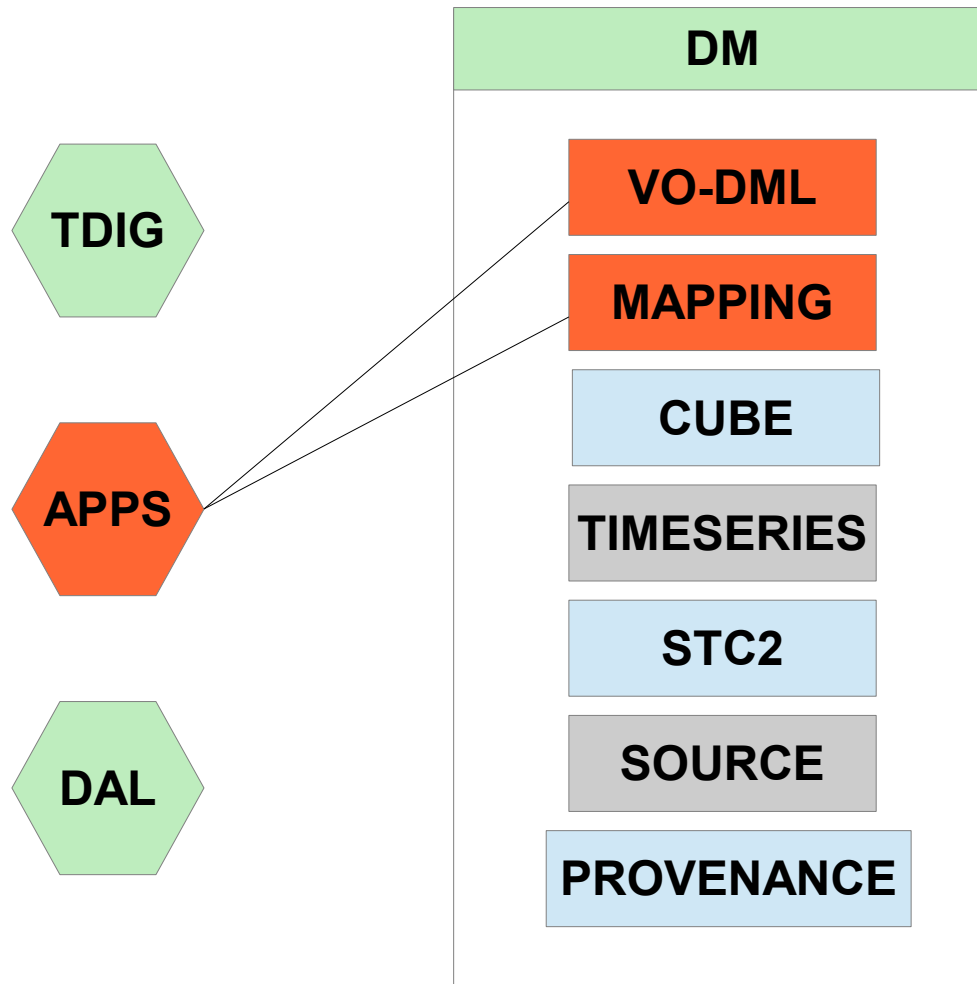 DM
TDIG
APPS
DAL
VO-DML
MAPPING
CUBE
TIMESERIES
STC2
SOURCE
PROVENANCE